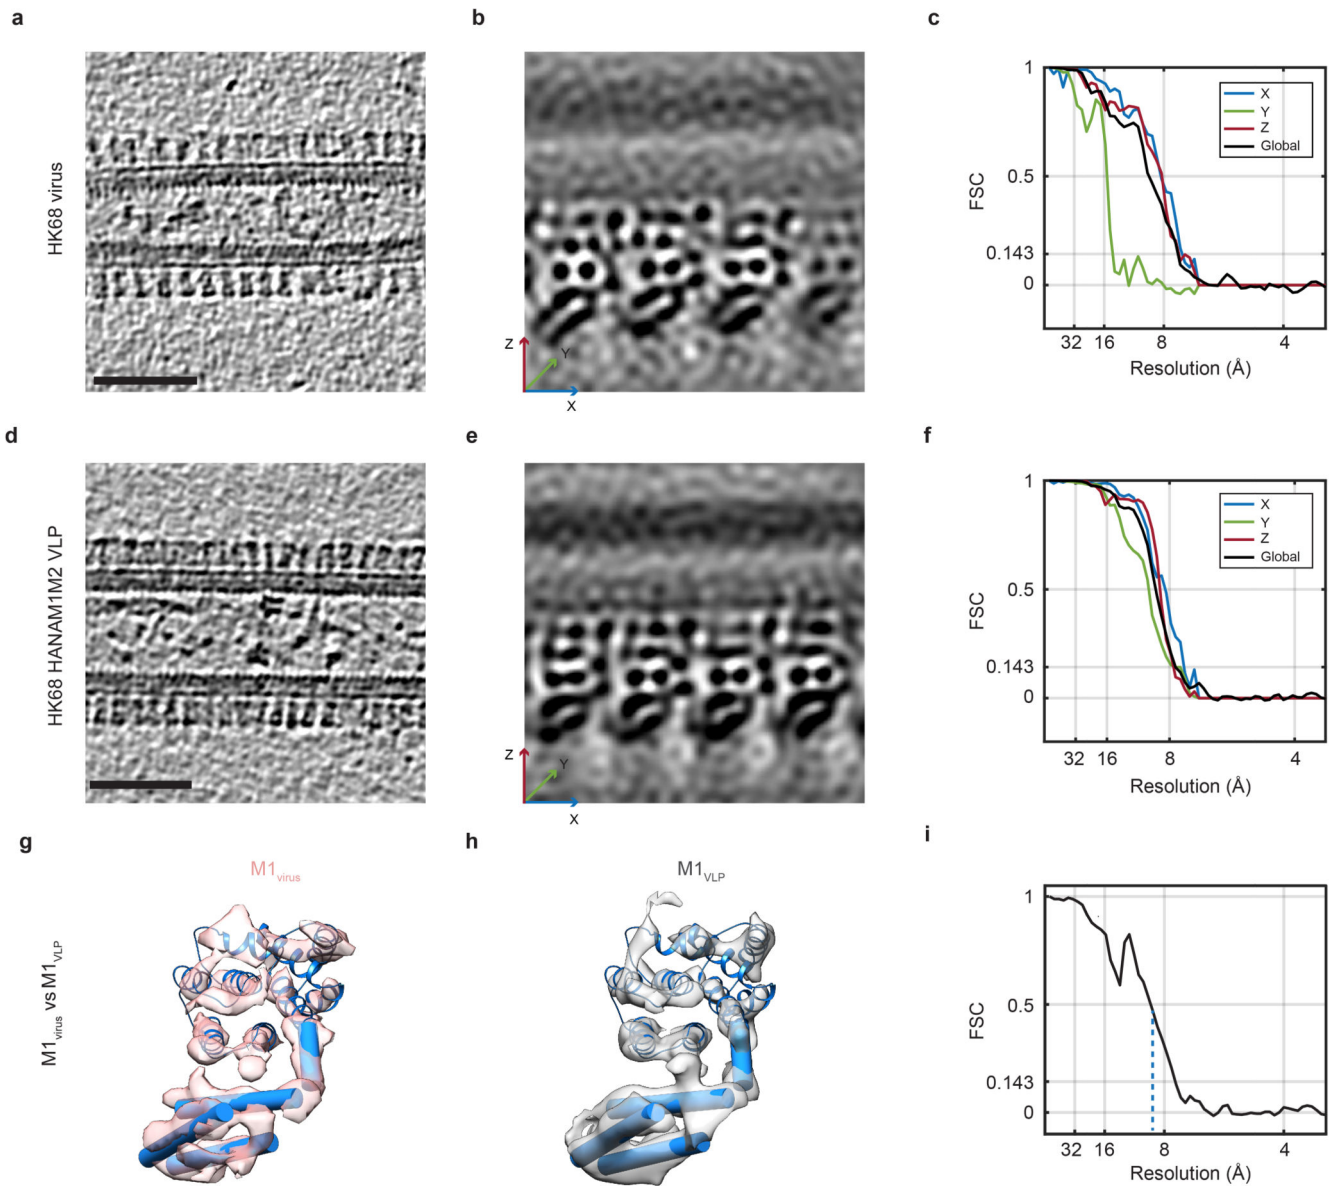 a
b
c
HK68 virus
Z
Y
X
1
0.5
0.143
0
FSC
X
Y
Z
Global
32 16 8 4
Resolution (Å)
d
e
f
HK68 HANAM1M2 VLP
Z
Y
X
1
0.5
0.143
0
FSC
X
Y
Z
Global
32 16 8 4
Resolution (Å)
g
h
i
M1virus vs M1VLP
M1virus
M1VLP
1
0.5
0.143
0
FSC
32 16 8 4
Resolution (Å)